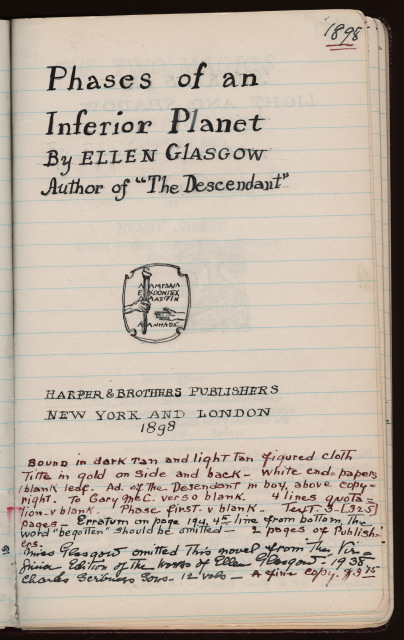 1898
Phases of an
Inferior Planet
By ELLEN GLASGOW
Author of "The Descendant"
HARPER & BROTHERS PUBLISHERS
NEW YORK AND LONDON
1898
Bound in dark tan and light tan figured cloth
Title in gold on side and back — White end papers
1 blank leaf. Ad. of The Desendant in box, above copy-
right. To Cary Mc C. verso blank. 4 lines quota=
tion - v blank. 1 Phase first. v blank. Text. 3-[325]
pages — Erratum on page 194, 4th line from bottom, the
word "begotten" should be omitted — 2 pages of Publish-
ers.
Miss Glasgow omitted this novel from the Vir=
ginia Edition of the works of Ellen Glasgow - 1938
Charles Scribners Sons - 12 vols — A fine copy.